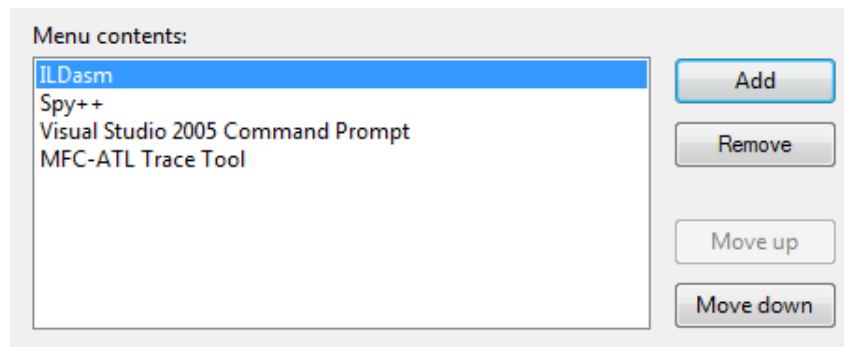 Menu contents:
ILDasm
Spy++
Visual Studio 2005 Command Prompt
MFC-ATL Trace Tool
Add
Remove
Move up
Move down